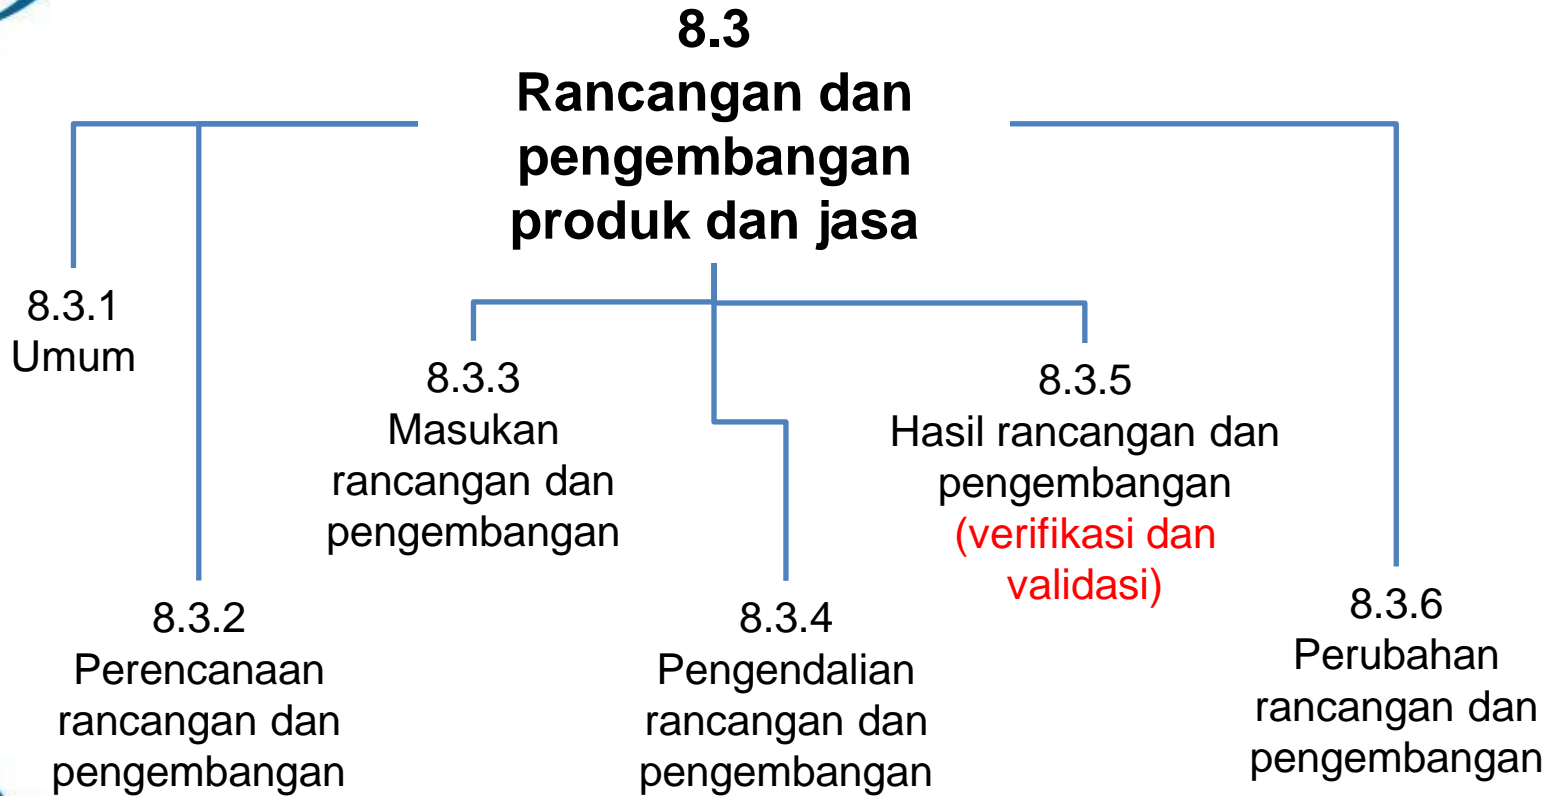 8.3
Rancangan dan
pengembangan
produk dan jasa
8.3.1
Umum
8.3.2
Perencanaan
rancangan dan
pengembangan
8.3.3
Masukan
rancangan dan
pengembangan
8.3.4
Pengendalian
rancangan dan
pengembangan
8.3.5
Hasil rancangan dan
pengembangan
(verifikasi dan
validasi)
8.3.6
Perubahan
rancangan dan
pengembangan